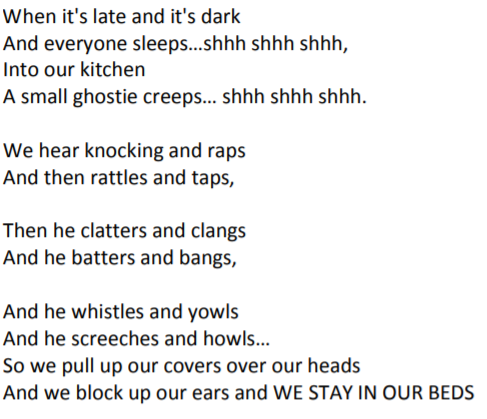 When it's late and it's dark
And everyone sleeps...shhh shhh shhh,
Into our kitchen
A small ghostie creeps... shhh shhh shhh.
We hear knocking and raps
And then rattles and taps,
Then he clatters and clangs
And he batters and bangs,
And he whistles and yowls
And he screeches and howls...
So we pull up our covers over our heads
And we block up our ears and WE STAY IN OUR BEDS